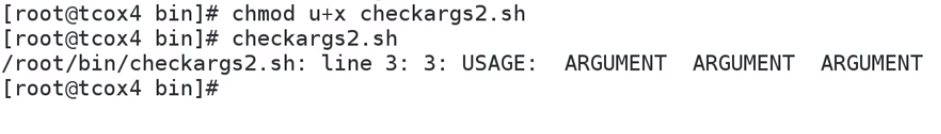 [root@tcox4 bin]# chmod u+x checkargs2.sh
[root@tcox4 bin]# checkargs2.sh
/root/bin/checkargs2.sh: line 3: 3: USAGE:  ARGUMENT  ARGUMENT  ARGUMENT
[root@tcox4 bin]#